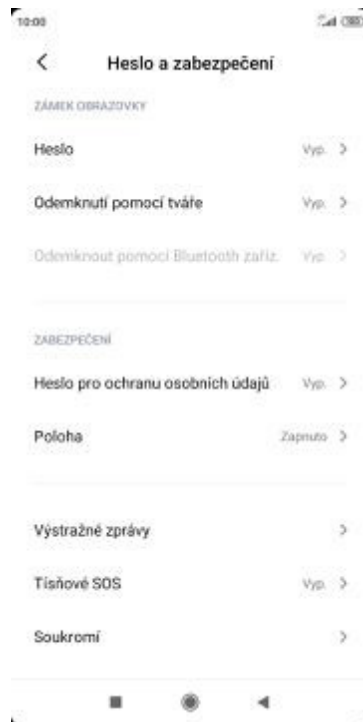 10:00
Heslo a zabezpečení
ZÁMEK OBRAZOVKY
Heslo Vyp.
Odemknutí pomocí tváře Vyp.
Odemknout pomocí Bluetooth zaříz. Vyp.
ZABEZPEČENÍ
Heslo pro ochranu osobních údajů Vyp.
Poloha Zapnuto
Výstražné zprávy
Tísňové SOS Vyp.
Soukromí